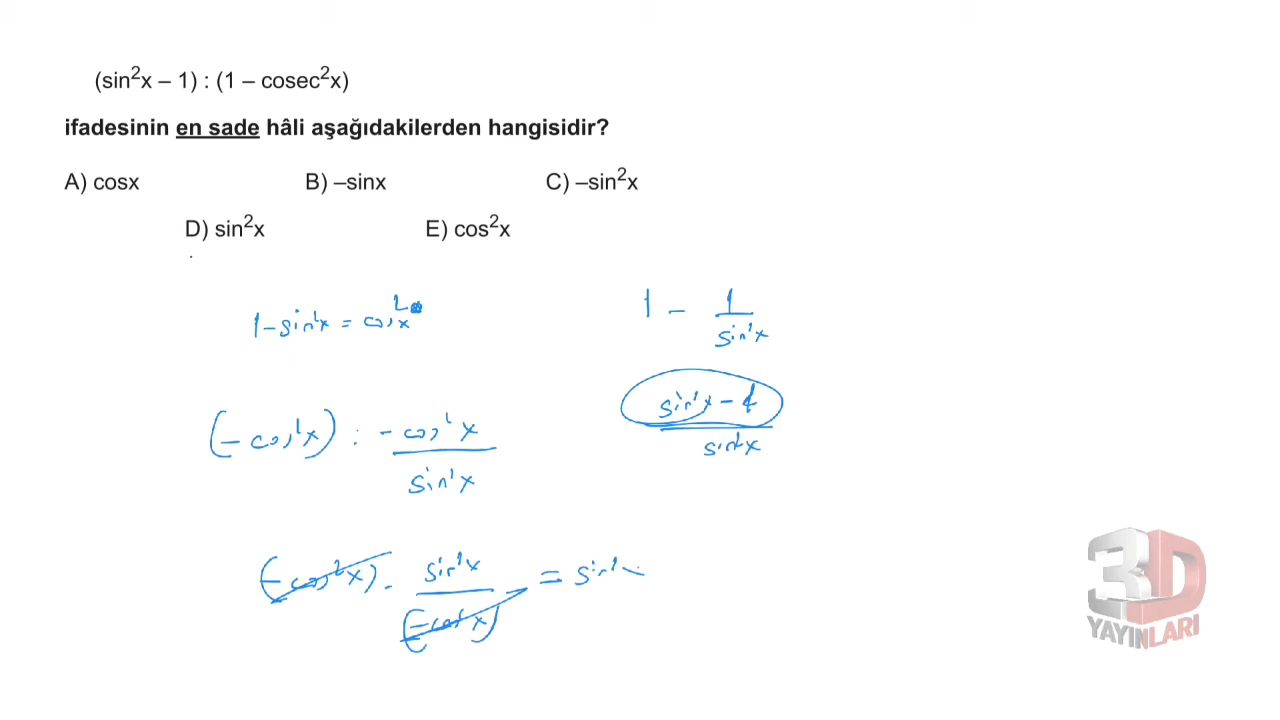 (sin²x – 1) : (1 – cosec²x)
ifadesinin en sade hâli aşağıdakilerden hangisidir?
A) cosx B) –sinx C) –sin²x
D) sin²x E) cos²x
1 - sin²x = cos²x
1 - 1/sin²x
sin²x - 1 / sin²x
(-cos²x) : -cos²x / sin²x
(-cos²x) . sin²x / (-cos²x) = sin²x
3D
YAYINLARI